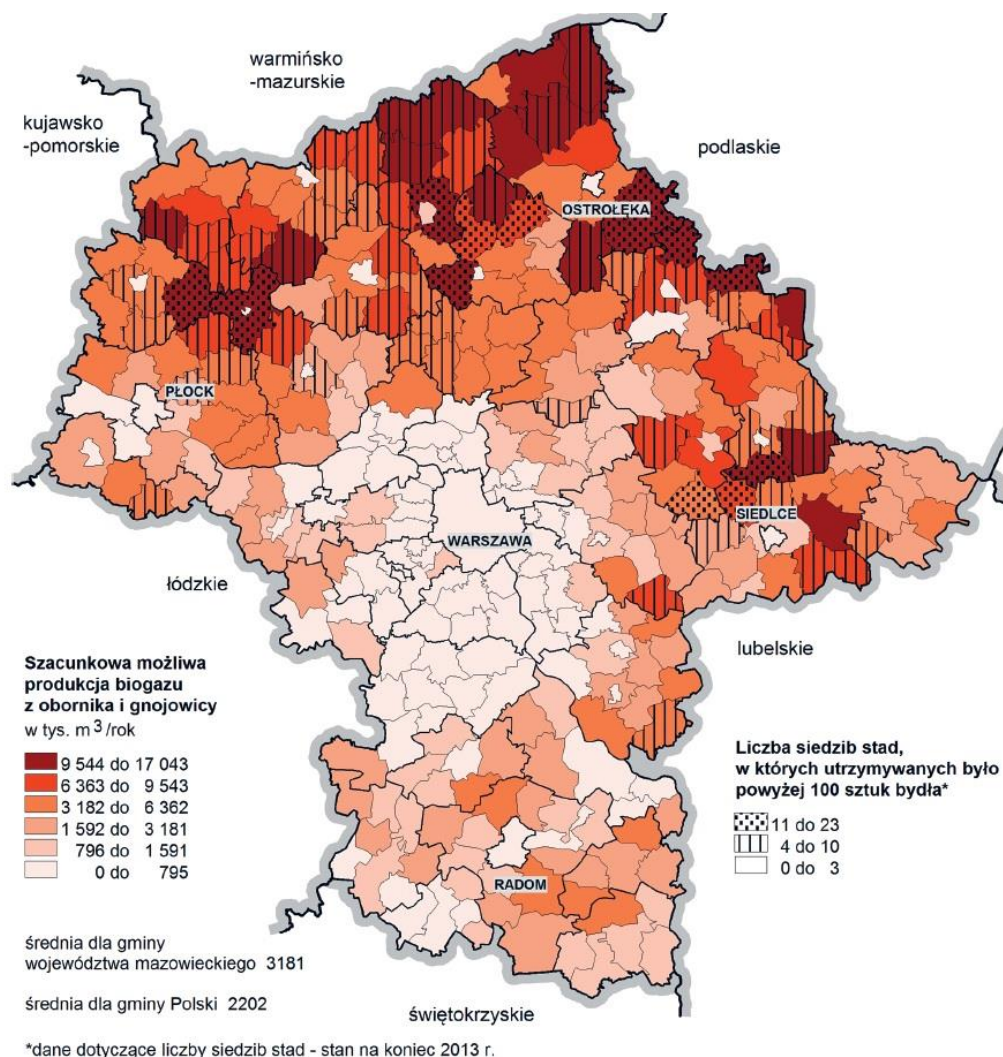 warmińsko
-mazurskie
kujawsko
-pomorskie
podlaskie
OSTROŁĘKA
PŁOCK
SIEDLCE
WARSZAWA
łódzkie
lubelskie
Szacunkowa możliwa
produkcja biogazu
z obornika i gnojowicy
w tys. m³/rok
9 544 do 17 043
6 363 do 9 543
3 182 do 6 362
1 592 do 3 181
796 do 1 591
0 do 795
Liczba siedzib stad,
w których utrzymywanych było
powyżej 100 sztuk bydła*
11 do 23
4 do 10
0 do 3
RADOM
średnia dla gminy
województwa mazowieckiego 3181
średnia dla gminy Polski 2202
świętokrzyskie
*dane dotyczące liczby siedzib stad - stan na koniec 2013 r.